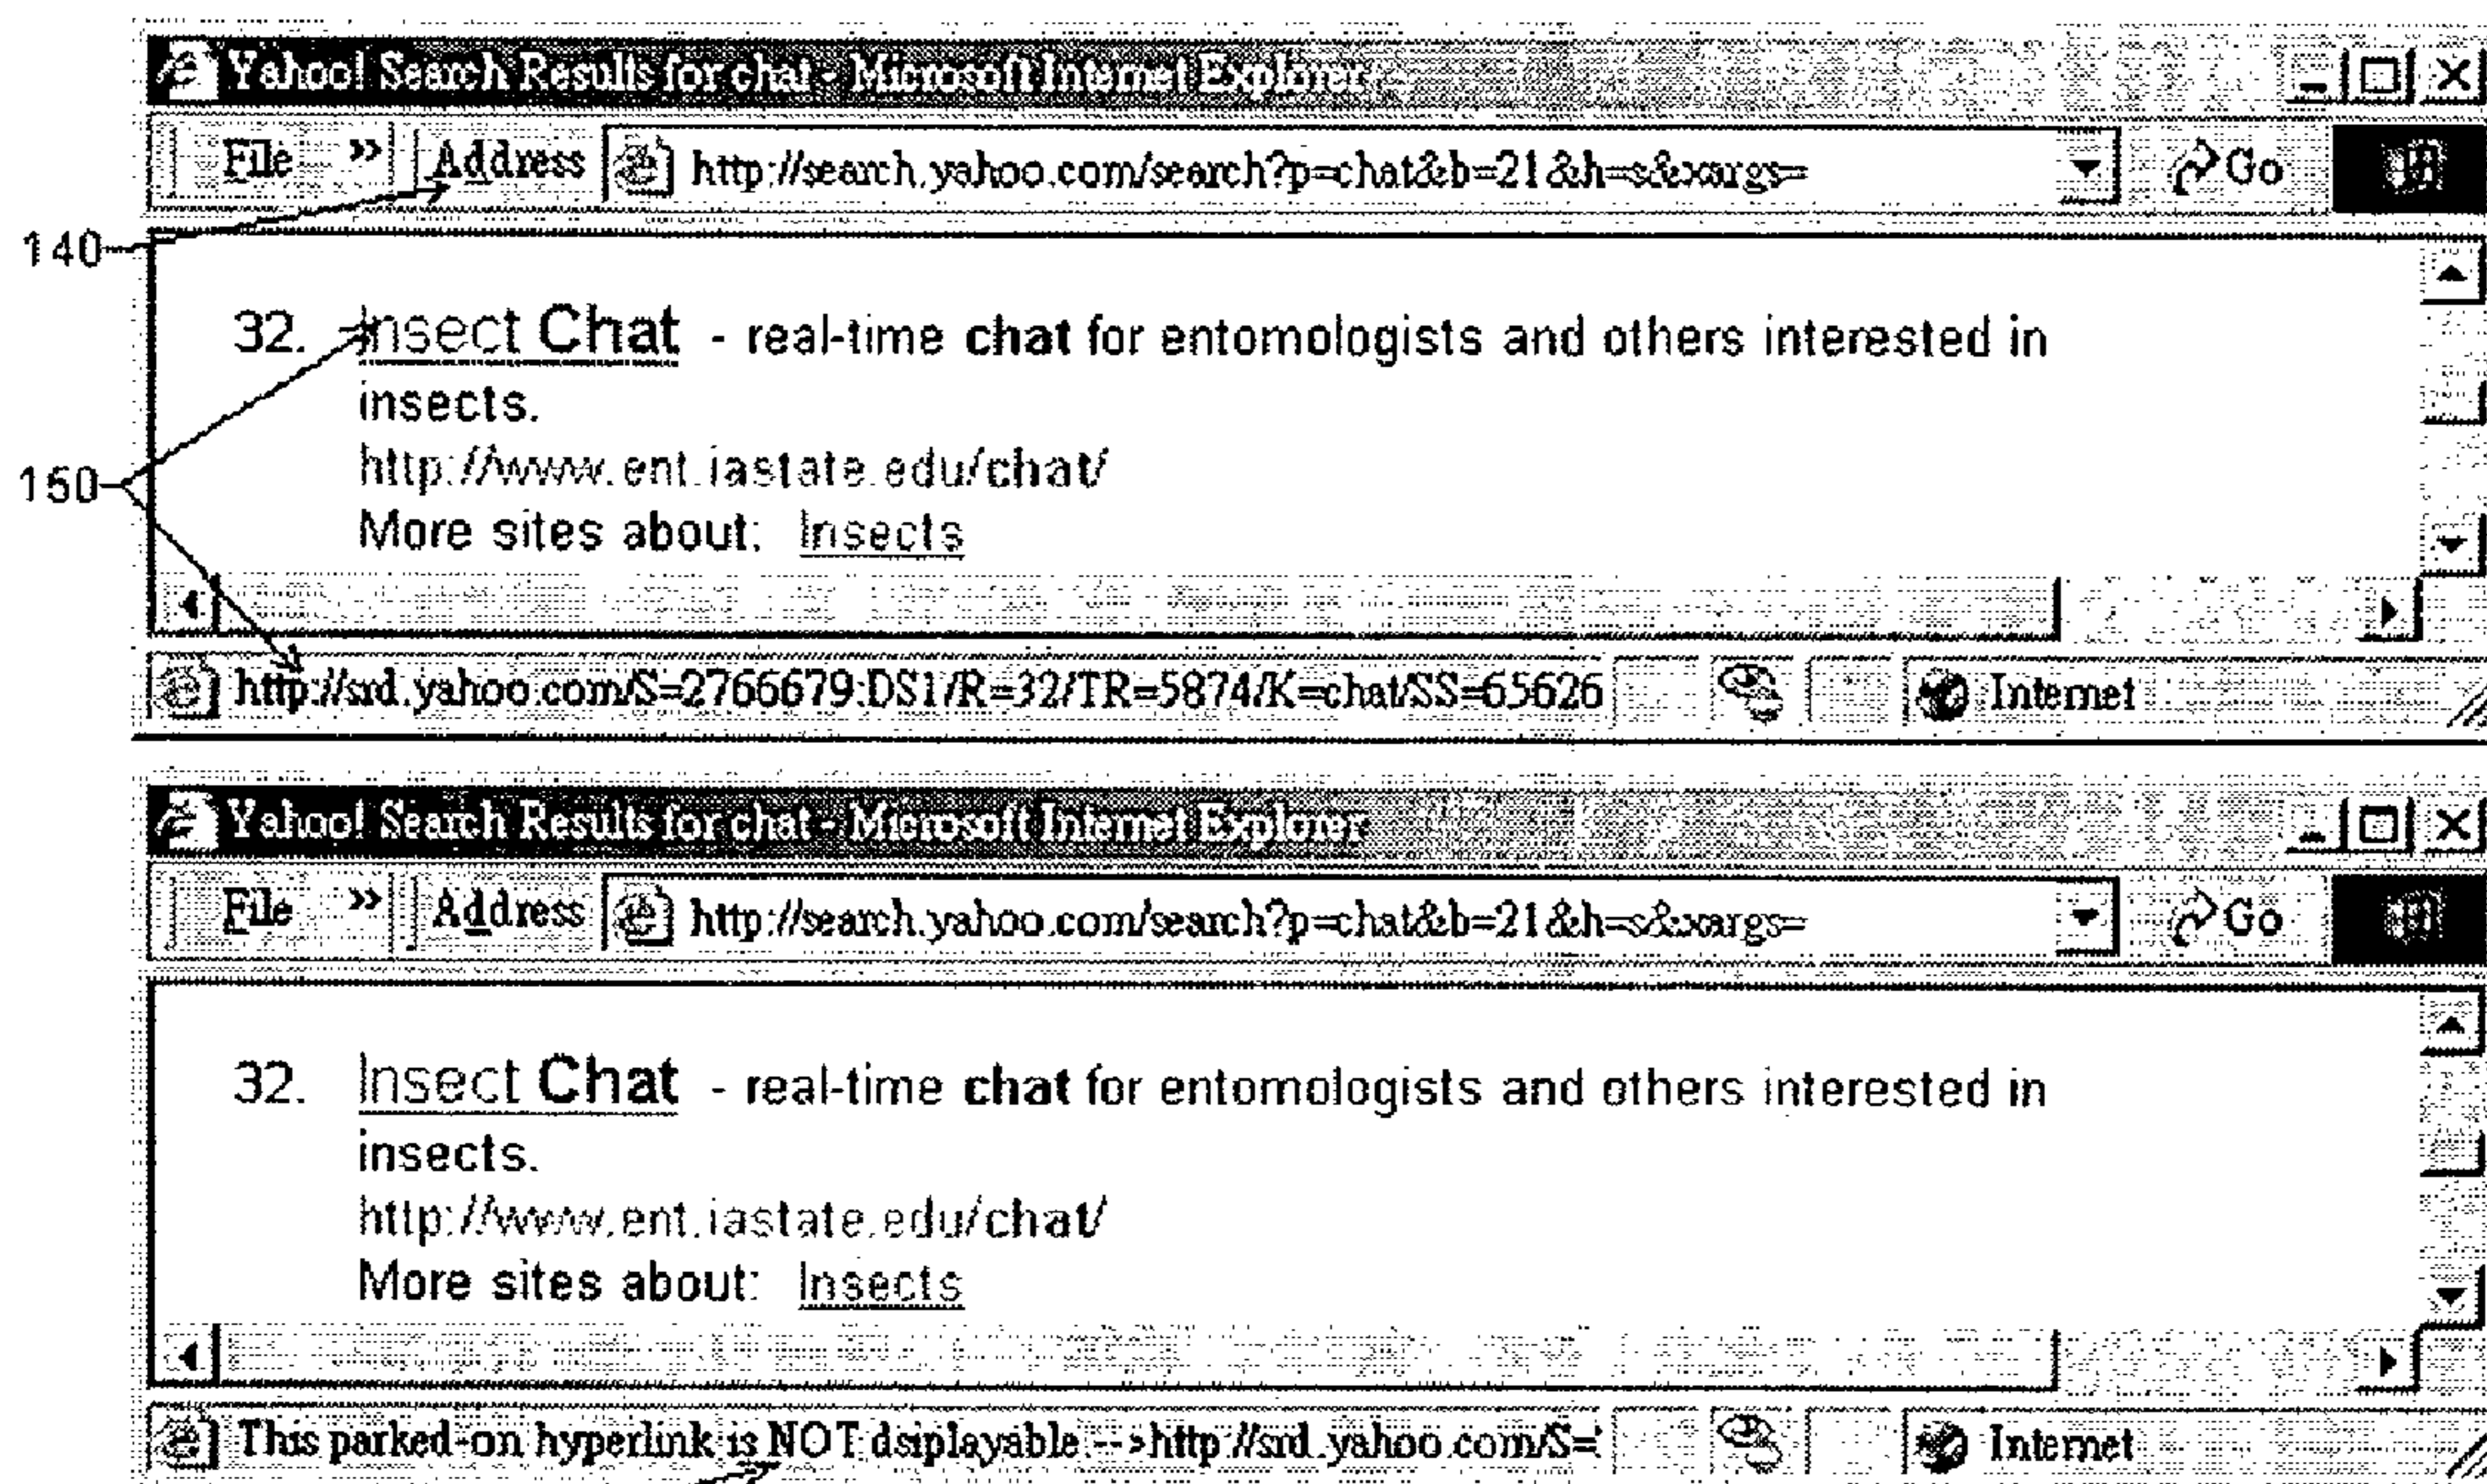 Yahoo! Search Results for chat - Microsoft Internet Explorer
File » Address http://search.yahoo.com/search?p=chat&b=21&h=s&xargs= Go
140
32. Insect Chat - real-time chat for entomologists and others interested in
insects.
http://www.ent.iastate.edu/chat/
150
More sites about: Insects
http://srd.yahoo.com/S=2766679:DS1/R=32/TR=5874/K=chat/SS=65626 Internet
Yahoo! Search Results for chat - Microsoft Internet Explorer
File » Address http://search.yahoo.com/search?p=chat&b=21&h=s&xargs= Go
32. Insect Chat - real-time chat for entomologists and others interested in
insects.
http://www.ent.iastate.edu/chat/
More sites about: Insects
This parked-on hyperlink is NOT dsiplayable -->http://srd.yahoo.com/S= Internet